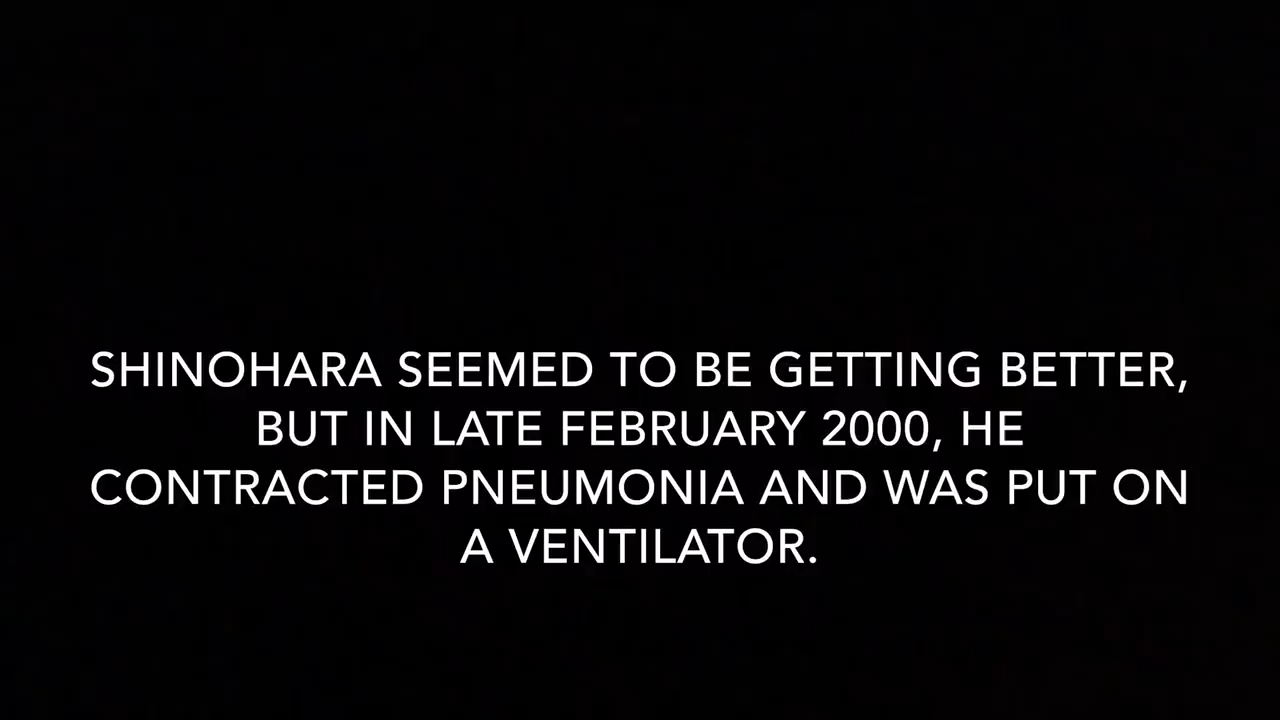 SHINOHARA SEEMED TO BE GETTING BETTER,
BUT IN LATE FEBRUARY 2000, HE
CONTRACTED PNEUMONIA AND WAS PUT ON
A VENTILATOR.